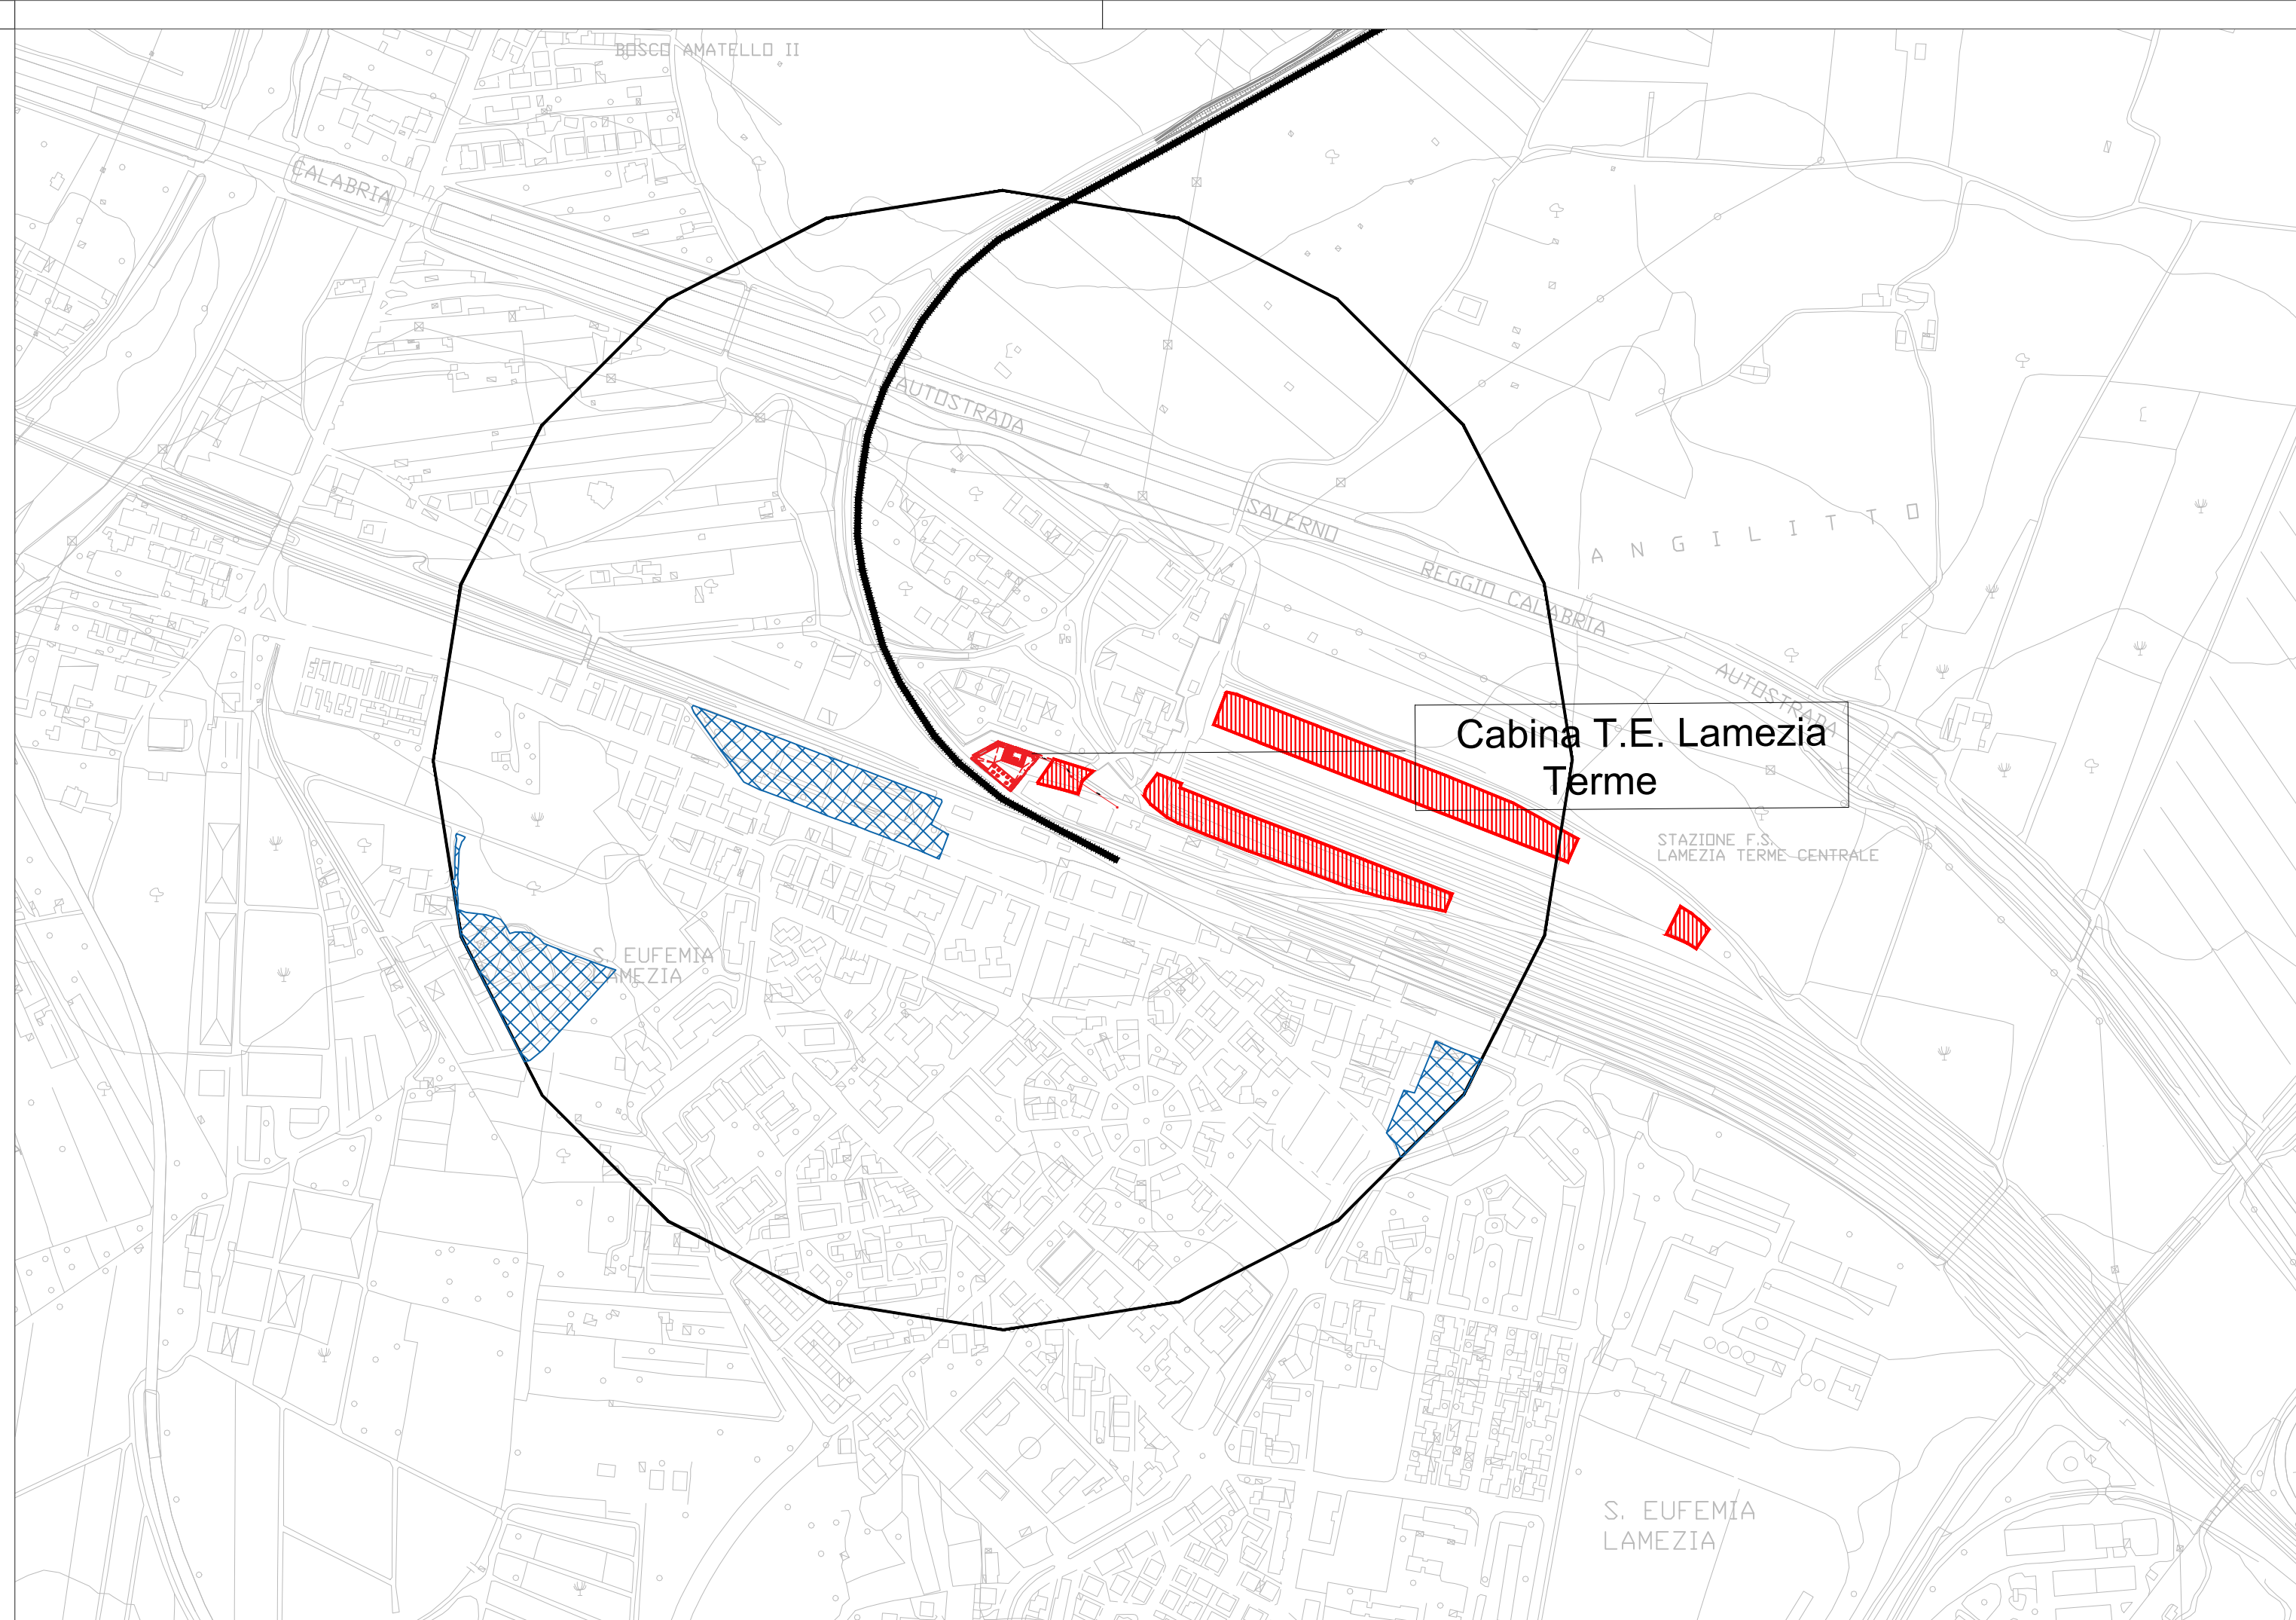 BOSCO AMATELLO II
CALABRIA
AUTOSTRADA
SALERNO
REGGIO CALABRIA
ANGILITTO
AUTOSTRADA
Cabina T.E. Lamezia
Terme
STAZIONE F.S.
LAMEZIA TERME CENTRALE
S. EUFEMIA
LAMEZIA
S. EUFEMIA
LAMEZIA